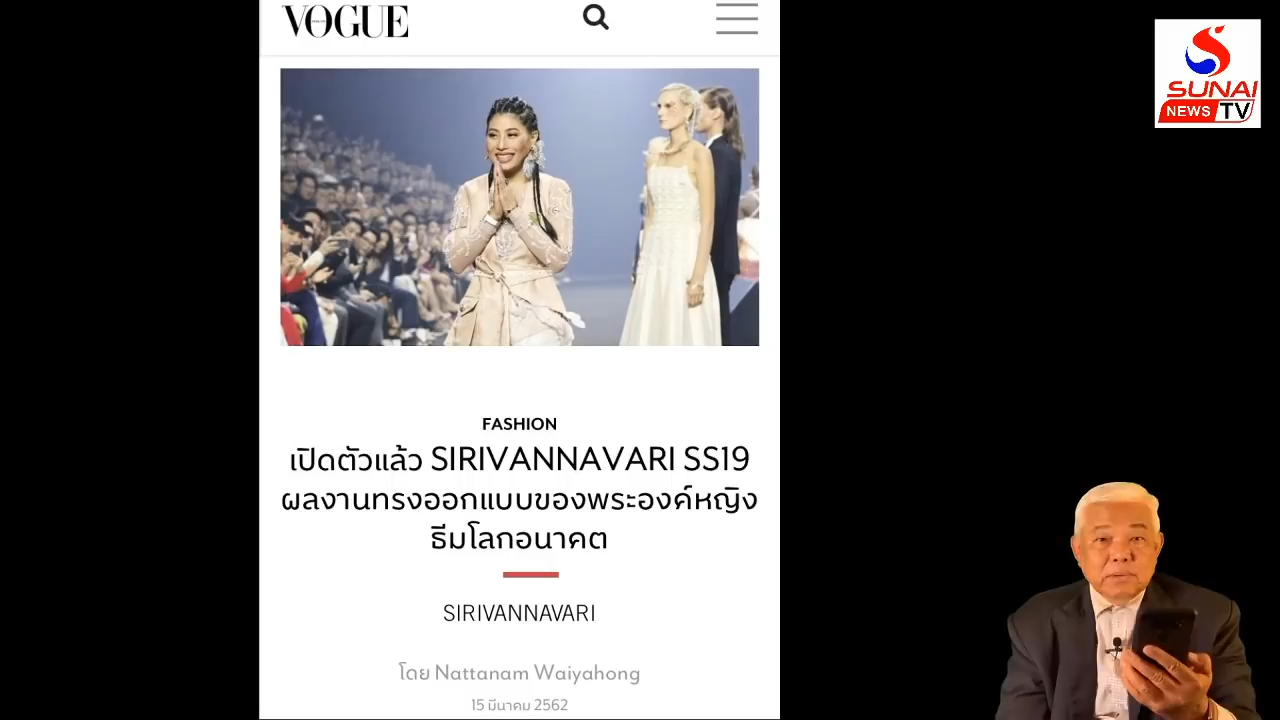 VOGUE
SUNAI
NEWS TV
FASHION
เปิดตัวแล้ว SIRIVANNAVARI SS19
ผลงานทรงออกแบบของพระองค์หญิง
ธีมโลกอนาคต
SIRIVANNAVARI
โดย Nattanam Waiyahong
15 มีนาคม 2562